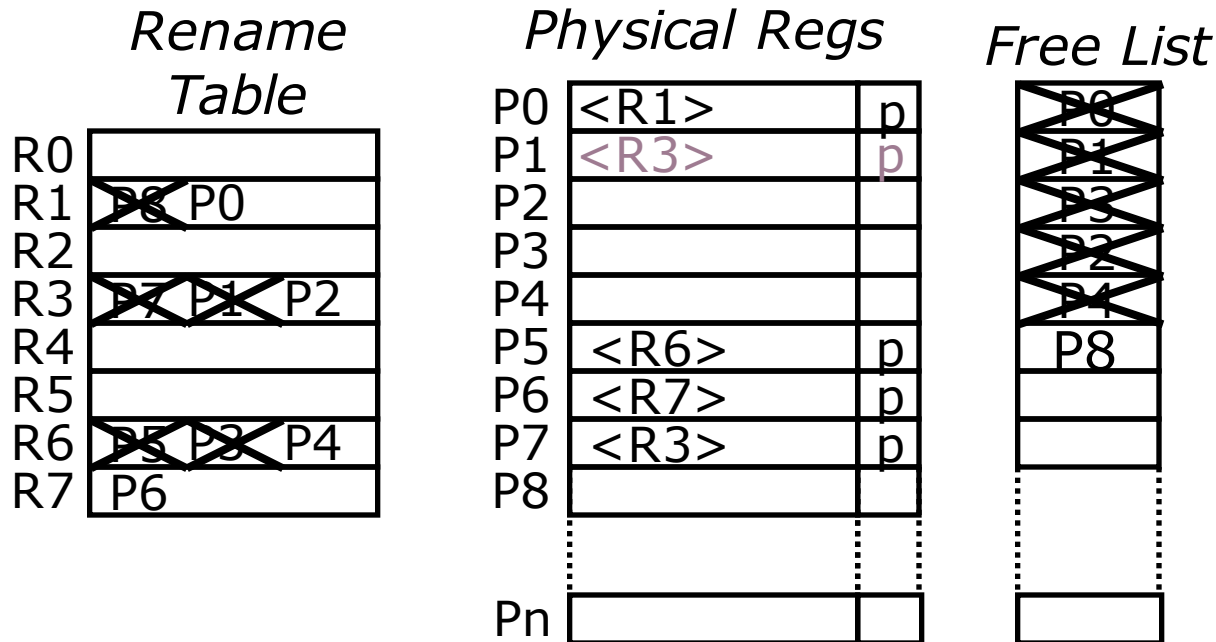 Rename
Table
R0
R1 P8 P0
R2
R3 P7 P1 P2
R4
R5
R6 P5 P3 P4
R7 P6
Physical Regs
P0 <R1> p
P1 <R3> p
P2
P3
P4
P5 <R6> p
P6 <R7> p
P7 <R3> p
P8
Pn
Free List
P0
P1
P3
P2
P4
P8